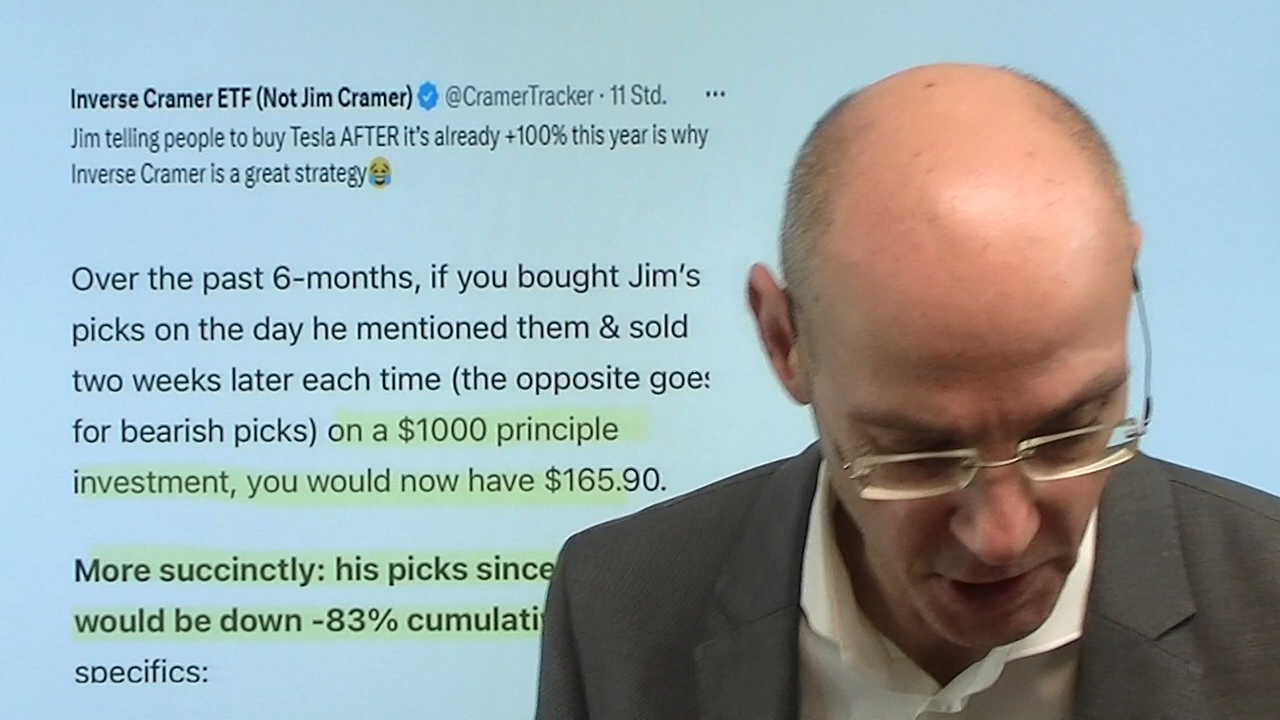 Inverse Cramer ETF (Not Jim Cramer) @CramerTracker · 11 Std. ···
Jim telling people to buy Tesla AFTER it's already +100% this year is why
Inverse Cramer is a great strategy😂
Over the past 6-months, if you bought Jim's
picks on the day he mentioned them & sold
two weeks later each time (the opposite goes
for bearish picks) on a $1000 principle
investment, you would now have $165.90.
More succinctly: his picks since
would be down -83% cumulati
specifics: